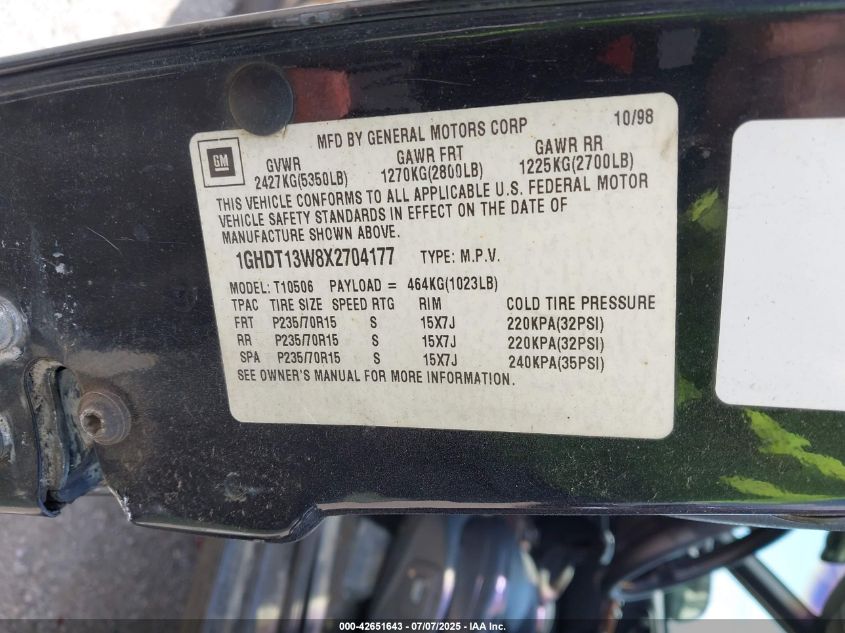 MFD BY GENERAL MOTORS CORP 10/98
GM
GVWR GAWR FRT GAWR RR
2427KG(5350LB) 1270KG(2800LB) 1225KG(2700LB)
THIS VEHICLE CONFORMS TO ALL APPLICABLE U.S. FEDERAL MOTOR
VEHICLE SAFETY STANDARDS IN EFFECT ON THE DATE OF
MANUFACTURE SHOWN ABOVE.
1GHDT13W8X2704177 TYPE: M.P.V.
MODEL: T10506 PAYLOAD = 464KG(1023LB)
TPAC TIRE SIZE SPEED RTG RIM COLD TIRE PRESSURE
FRT P235/70R15 S 15X7J 220KPA(32PSI)
RR P235/70R15 S 15X7J 220KPA(32PSI)
SPA P235/70R15 S 15X7J 240KPA(35PSI)
SEE OWNER'S MANUAL FOR MORE INFORMATION.
000-42651643 / 07/07/2025 - IAA Inc.